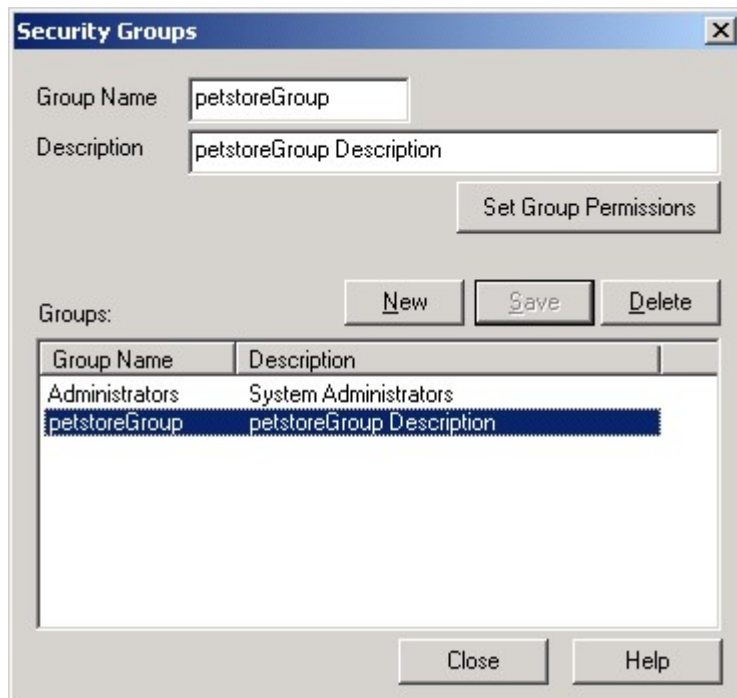 Security Groups
Group Name petstoreGroup
Description petstoreGroup Description
Set Group Permissions
Groups: New Save Delete
Group Name Description
Administrators System Administrators
petstoreGroup petstoreGroup Description
Close Help